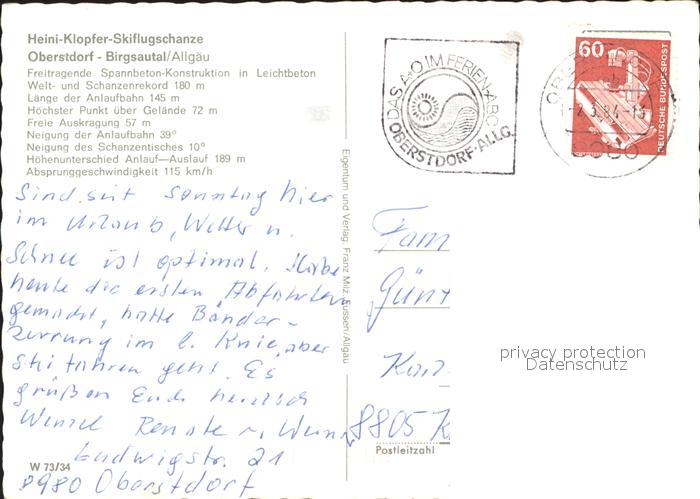 Heini-Klopfer-Skiflugschanze
Oberstdorf - Birgsautal/Allgäu
Freitragende Spannbeton-Konstruktion in Leichtbeton
Welt- und Schanzenrekord 180 m
Länge der Anlaufbahn 145 m
Höchster Punkt über Gelände 72 m
Freie Auskragung 57 m
Neigung der Anlaufbahn 39°
Neigung des Schanzentisches 10°
Höhenunterschied Anlauf—Auslauf 189 m
Absprunggeschwindigkeit 115 km/h
Sind seit Sonntag hier
im Urlaub, Wetter u.
Schnee ist optimal. Habe
heute die ersten Abfahrten
gemacht, hatte Bänder-
zerrung im l. Knie, aber
Ski fahren geht. Es
grüßen Euch herzlich
Renate u.
Ludwigstr. 21
8980 Oberstdorf
W 73/34
Eigentum und Verlag: Franz Milz, Füssen/Allgäu
DAS A+O IM FERIEN-ABC
OBERSTDORF-ALLG.
60
DEUTSCHE BUNDESPOST
Fam
Günt
8805 K
Postleitzahl
privacy protection
Datenschutz